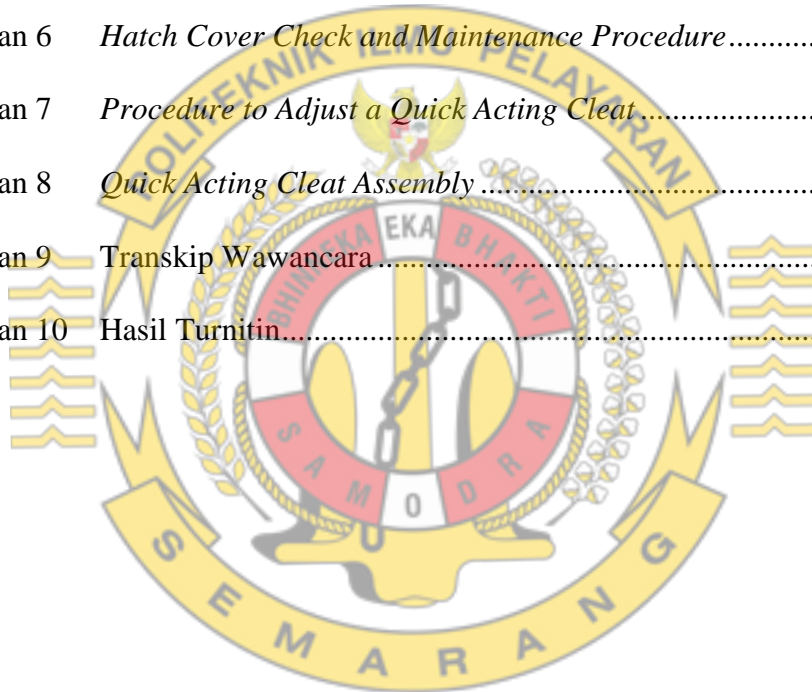 an 6 Hatch Cover Check and Maintenance Procedure............
an 7 Procedure to Adjust a Quick Acting Cleat......................
an 8 Quick Acting Cleat Assembly..........................................
an 9 Transkip Wawancara......................................................
an 10 Hasil Turnitin..................................................................
POLITEKNIK ILMU PELAYARAN
BHINNEKA EKA BHAKTI
SAMODRA
SEMARANG